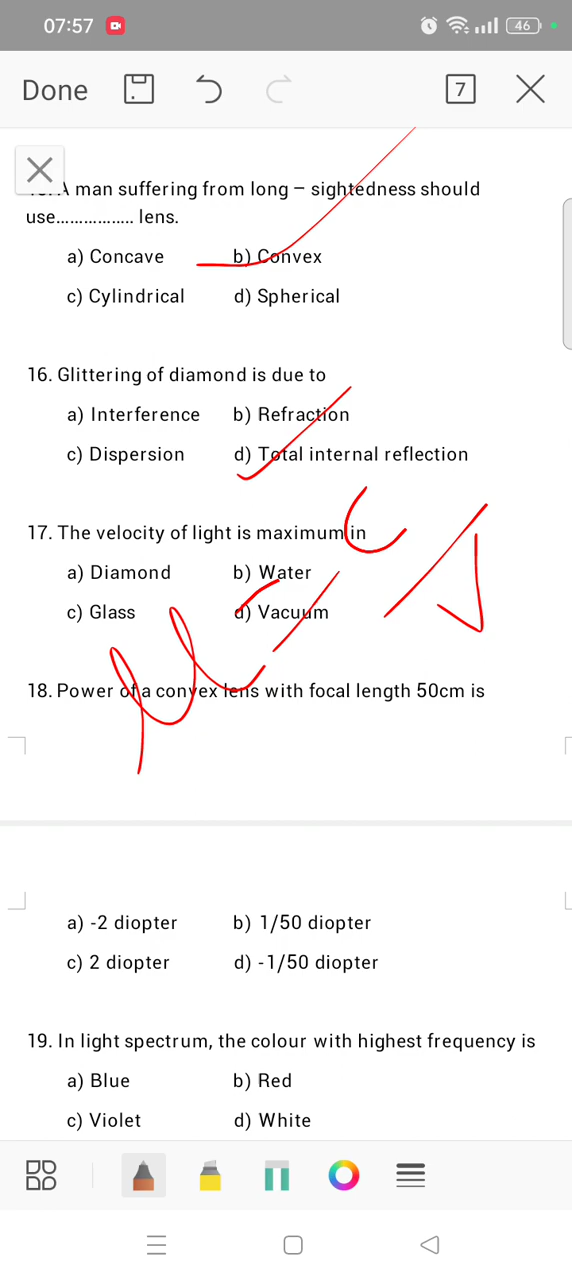 07:57
46
Done
7
A man suffering from long – sightedness should
use................ lens.
a) Concave b) Convex
c) Cylindrical d) Spherical
16. Glittering of diamond is due to
a) Interference b) Refraction
c) Dispersion d) Total internal reflection
17. The velocity of light is maximum in
a) Diamond b) Water
c) Glass d) Vacuum
18. Power of a convex lens with focal length 50cm is
a) -2 diopter b) 1/50 diopter
c) 2 diopter d) -1/50 diopter
19. In light spectrum, the colour with highest frequency is
a) Blue b) Red
c) Violet d) White